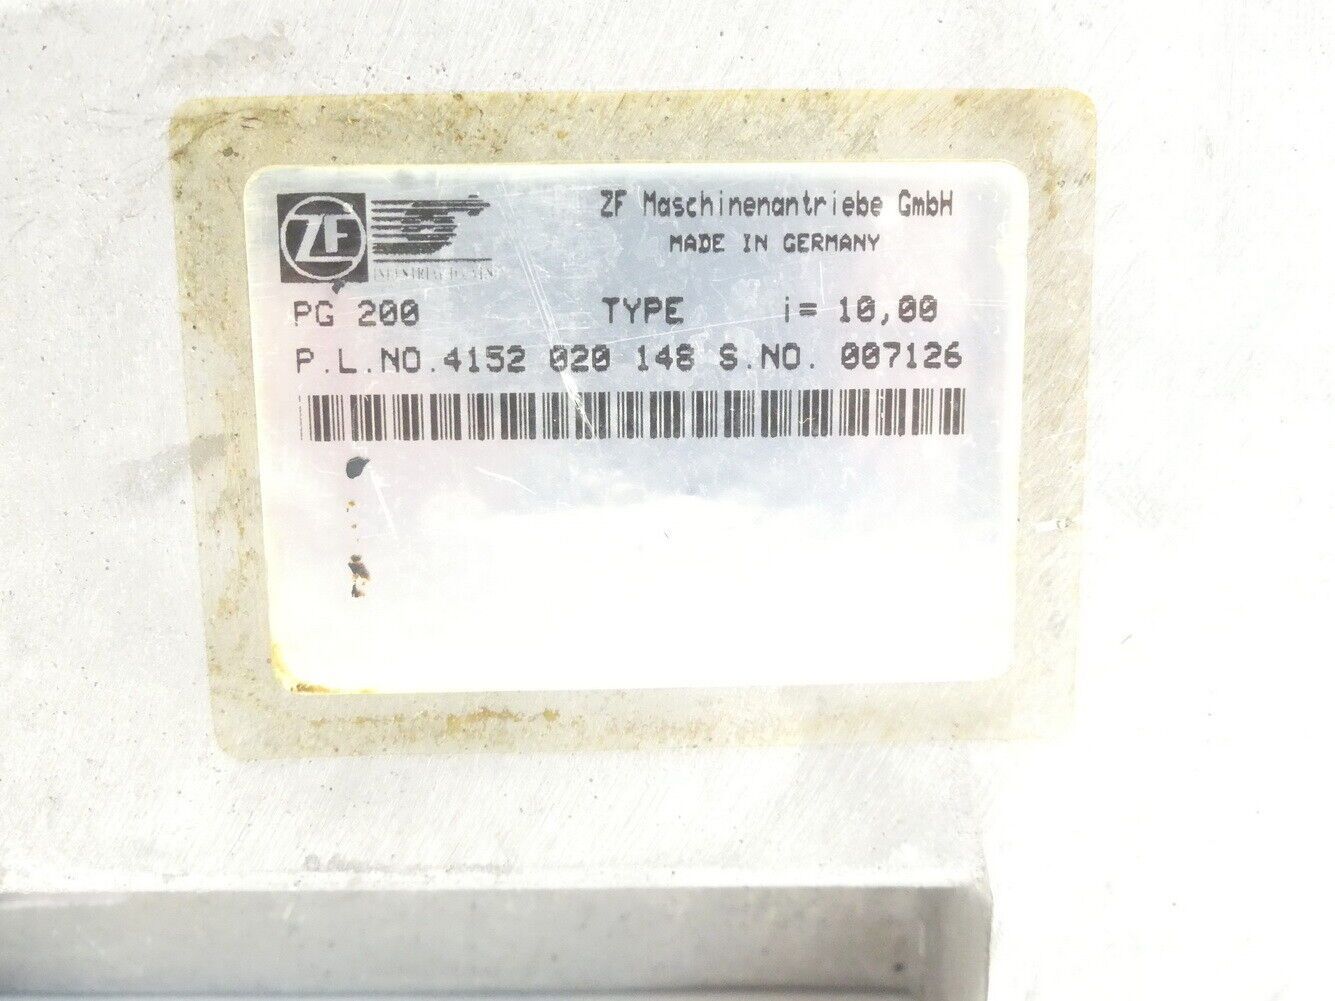 ZF
ZF Maschinenantriebe GmbH
MADE IN GERMANY
PG 200 TYPE i= 10,00
P.L.NO.4152 020 148 S.NO. 007126